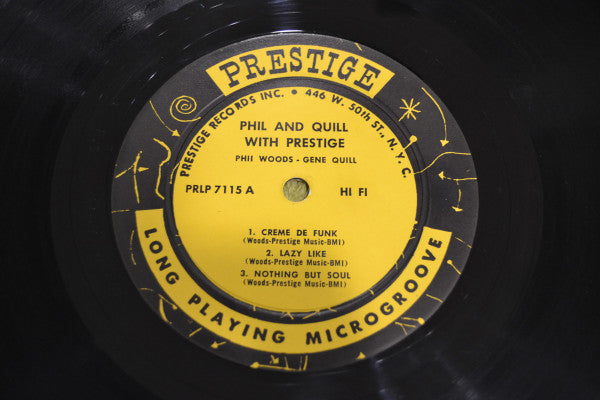 PRESTIGE
PRESTIGE RECORDS INC. • 446 W. 50th ST., N.Y.C.
PHIL AND QUILL
WITH PRESTIGE
PHIL WOODS - GENE QUILL
PRLP 7115 A HI FI
1. CREME DE FUNK
(Woods-Prestige Music-BMI)
2. LAZY LIKE
(Woods-Prestige Music-BMI)
3. NOTHING BUT SOUL
(Woods-Prestige Music-BMI)
LONG PLAYING MICROGROOVE